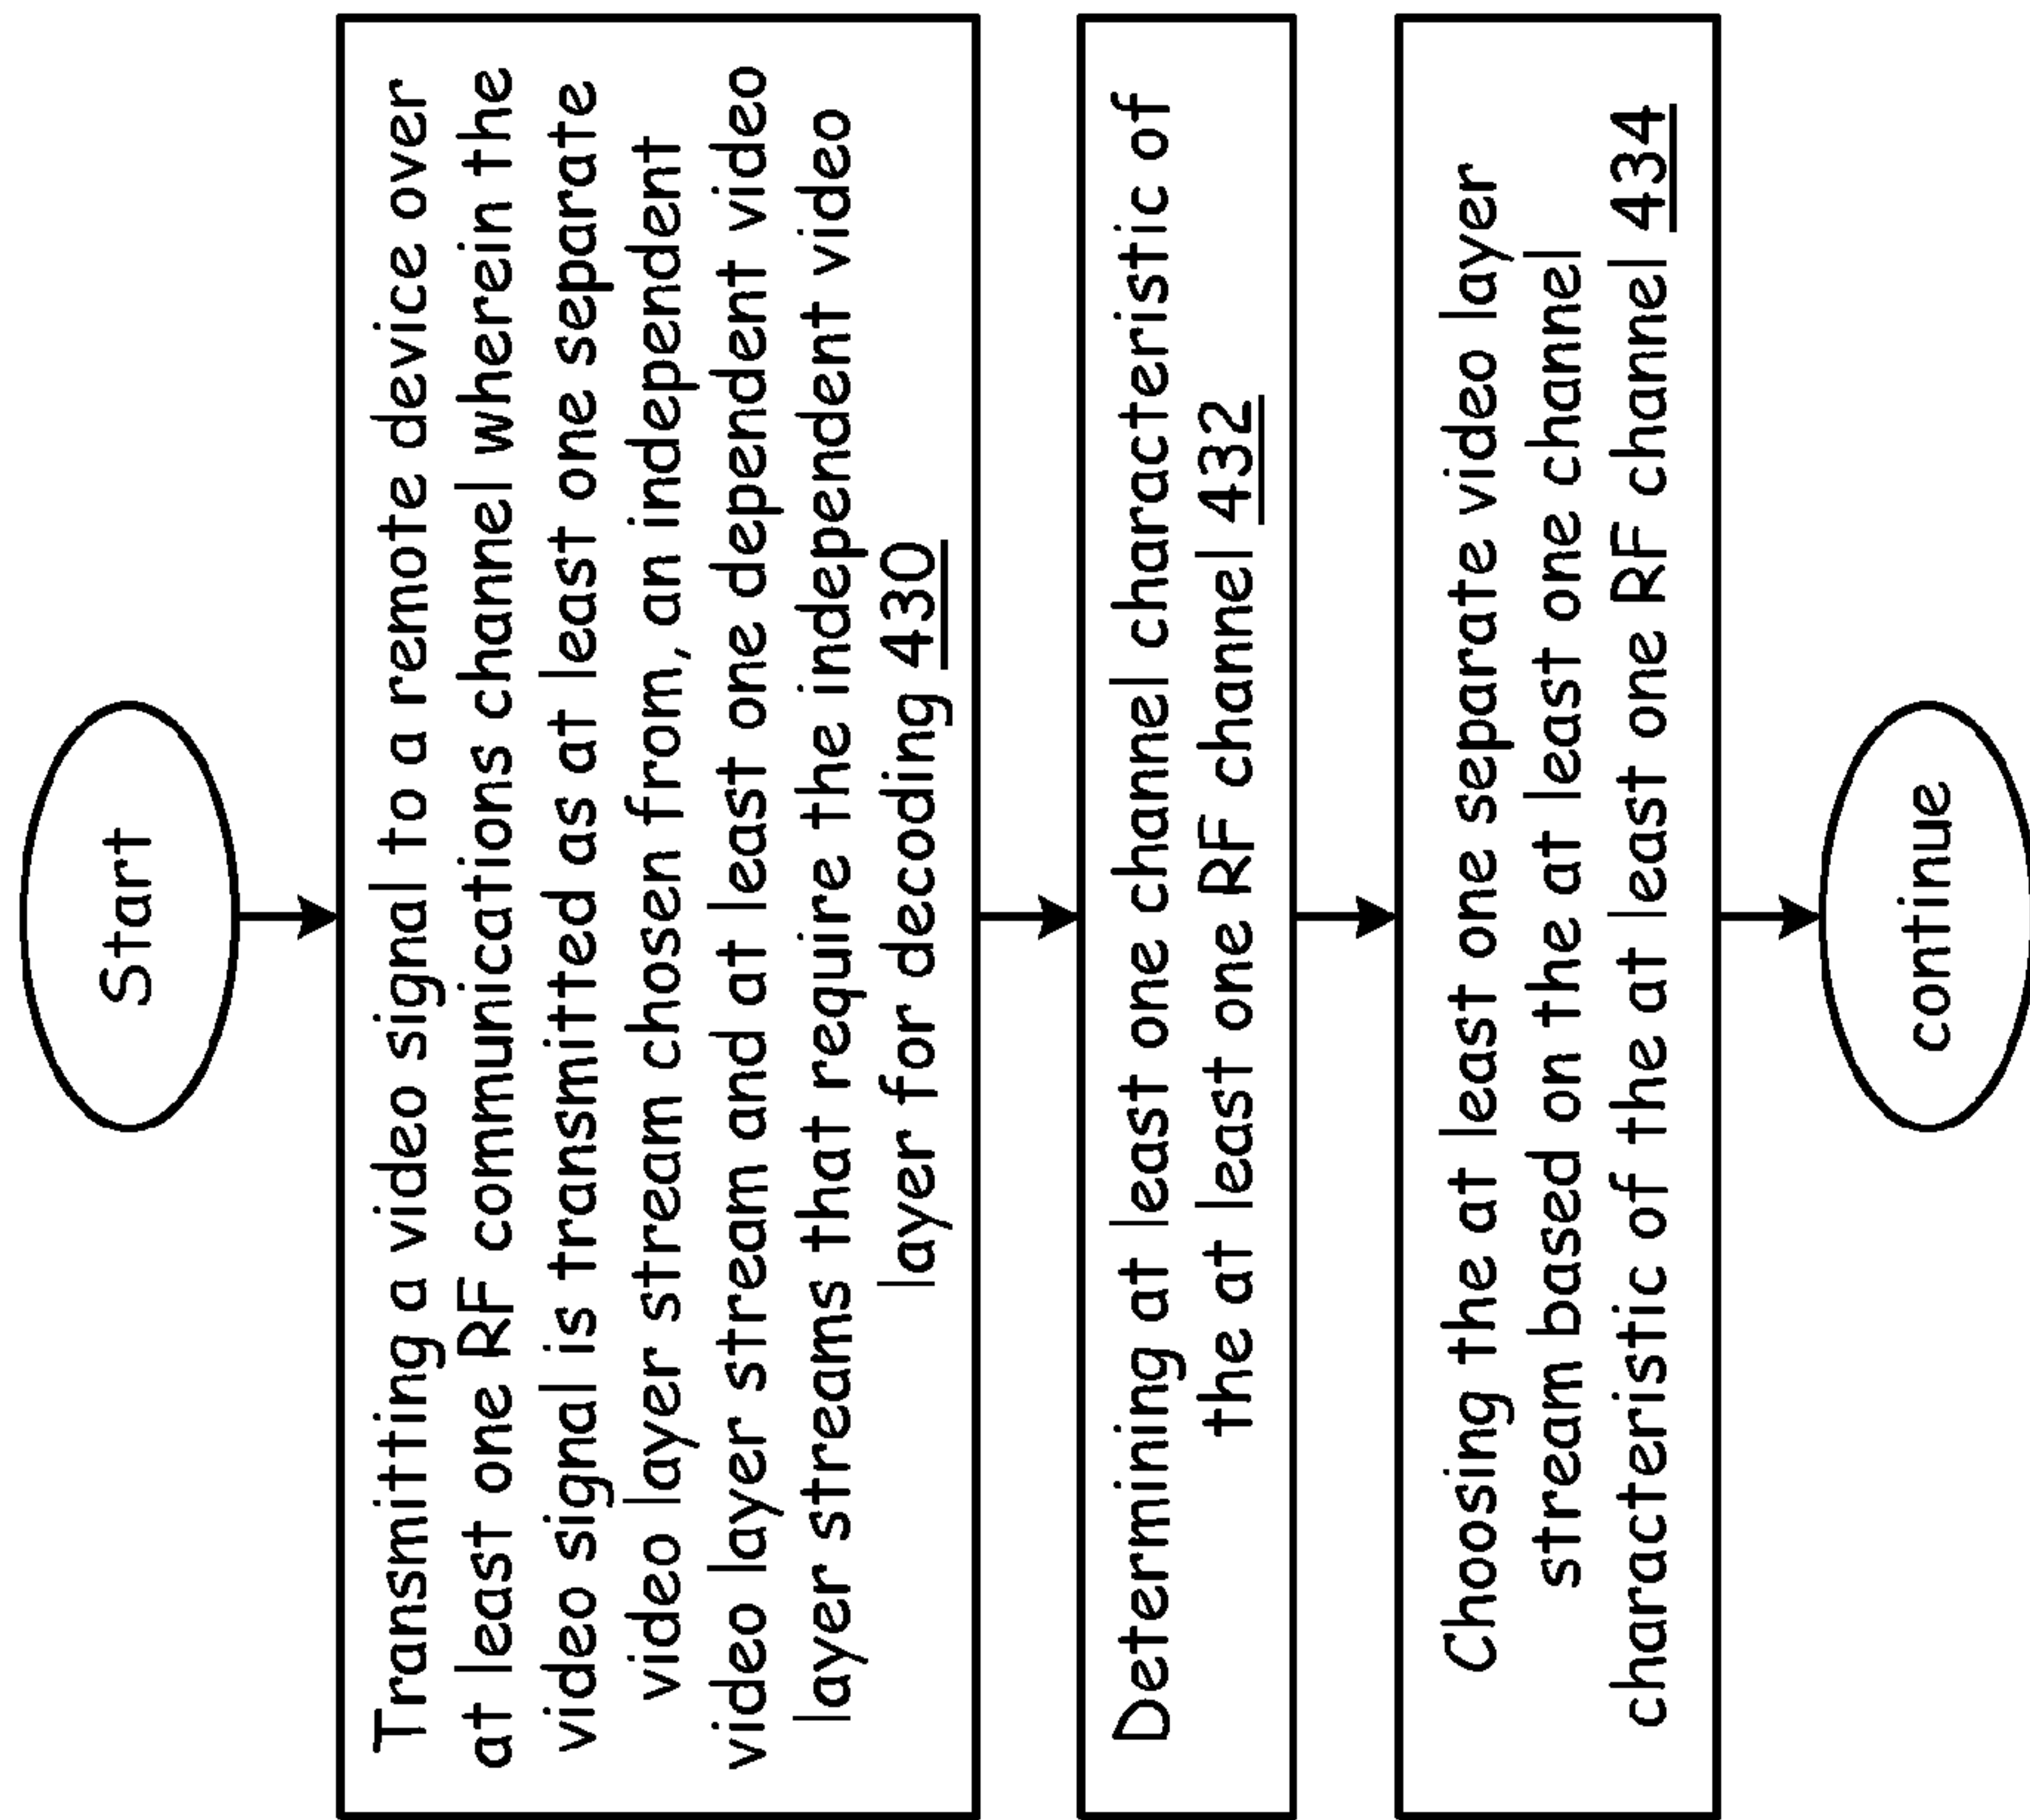 Start
Transmitting a video signal to a remote device over
at least one RF communications channel wherein the
video signal is transmitted as at least one separate
video layer stream chosen from, an independent
video layer stream and at least one dependent video
layer streams that require the independent video
layer for decoding 430
Determining at least one channel characteristic of
the at least one RF channel 432
Choosing the at least one separate video layer
stream based on the at least one channel
characteristic of the at least one RF channel 434
continue